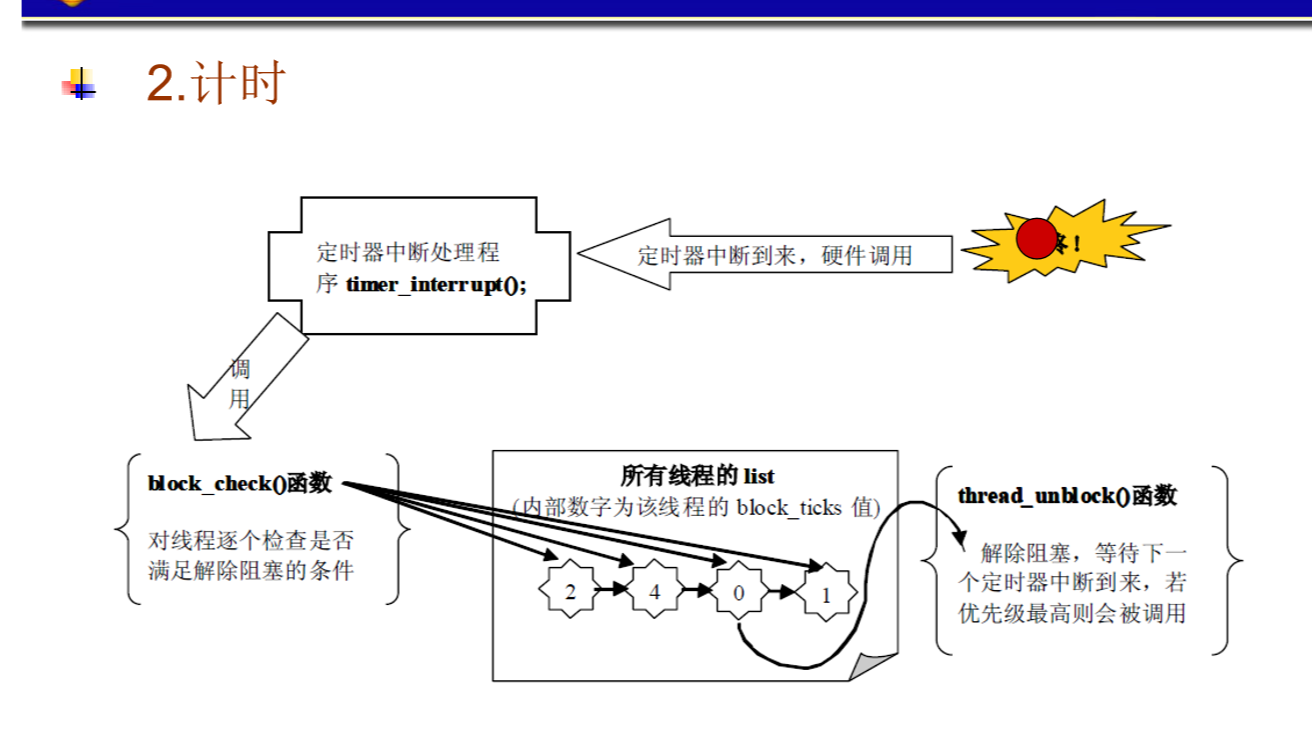 2.计时
定时器中断处理程
序 timer_interrupt();
定时器中断到来，硬件调用
调
用
block_check()函数
对线程逐个检查是否
满足解除阻塞的条件
所有线程的 list
(内部数字为该线程的 block_ticks 值)
2 4 0 1
thread_unblock()函数
解除阻塞，等待下一
个定时器中断到来，若
优先级最高则会被调用